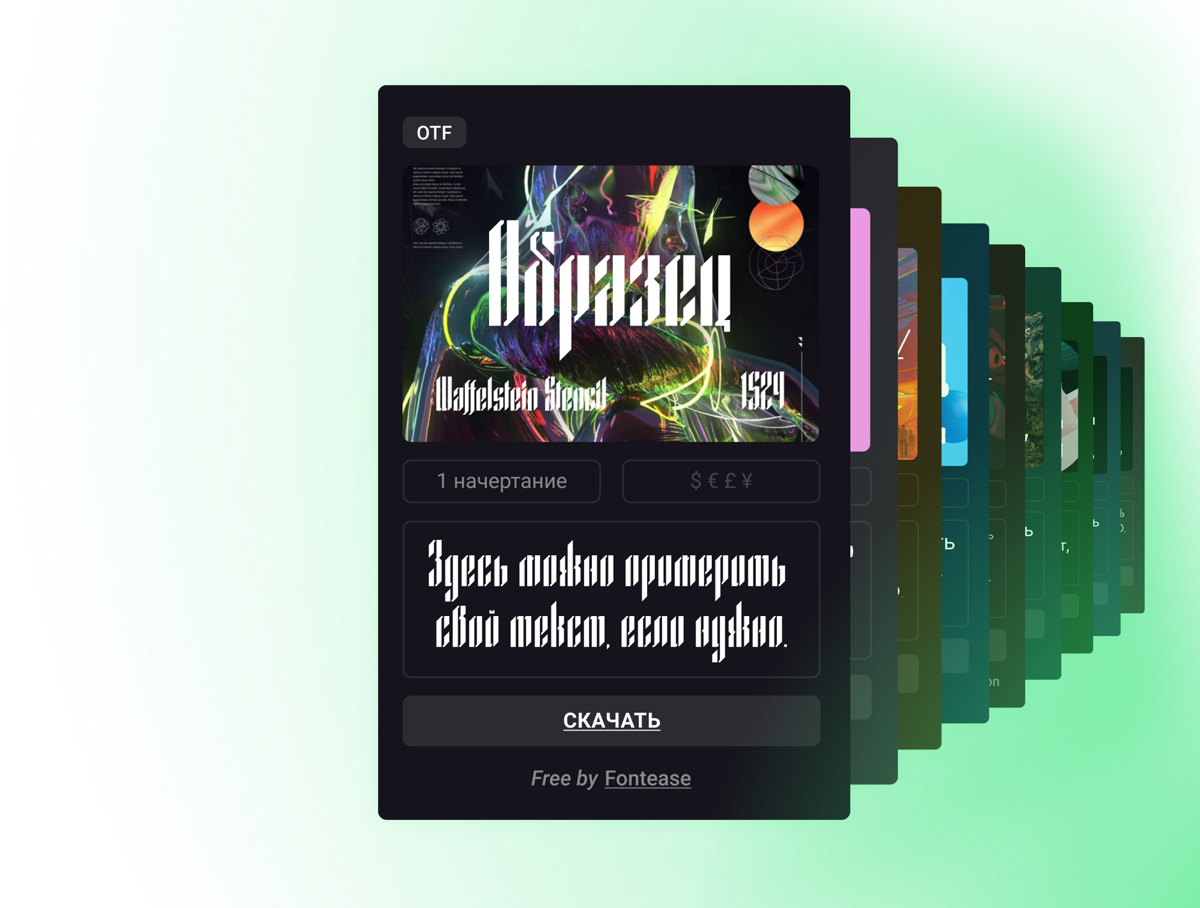 OTF
Образец
Waffelstein Stencil
1524
1 начертание
$ € £ ¥
Здесь можно примерить
свой текст, если нужно.
СКАЧАТЬ
Free by Fontease